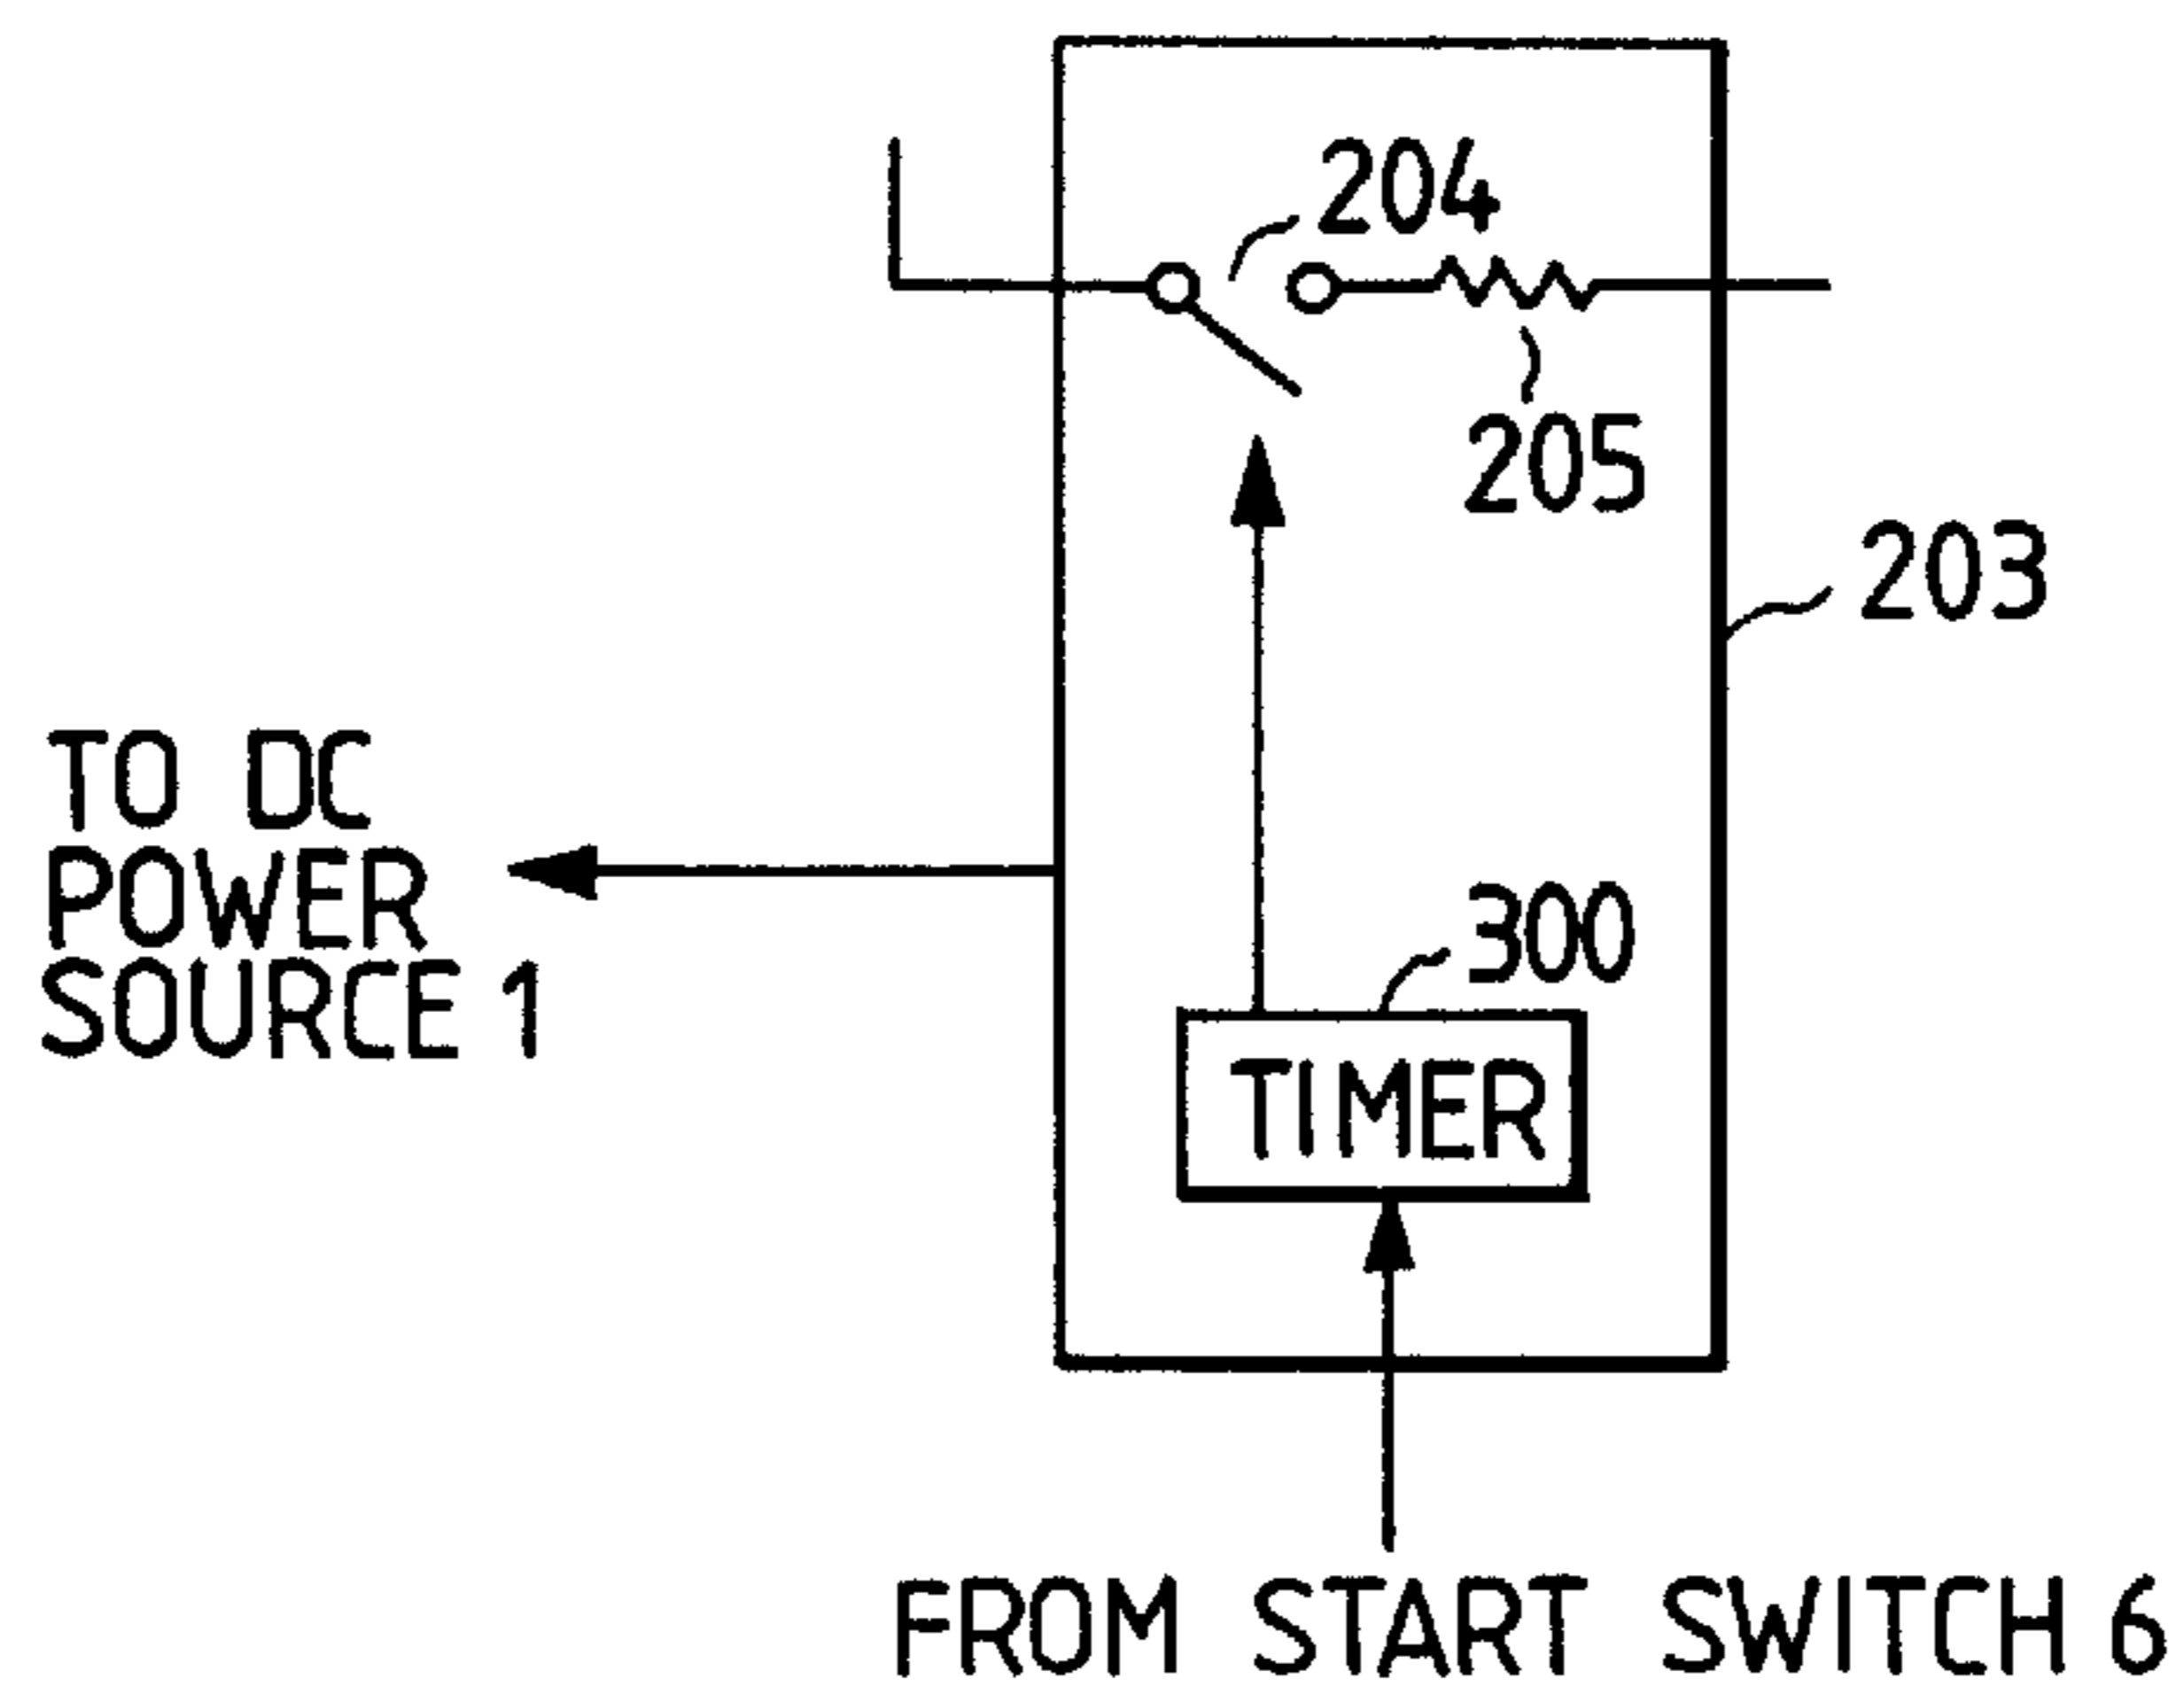 204
205
203
TO DC
POWER
SOURCE 1
300
TIMER
FROM START SWITCH 6